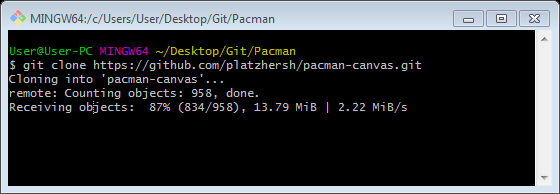 MINGW64:/c/Users/User/Desktop/Git/Pacman
User@User-PC MINGW64 ~/Desktop/Git/Pacman
$ git clone https://github.com/platzhersh/pacman-canvas.git
Cloning into 'pacman-canvas'...
remote: Counting objects: 958, done.
Receiving objects:  87% (834/958), 13.79 MiB | 2.22 MiB/s